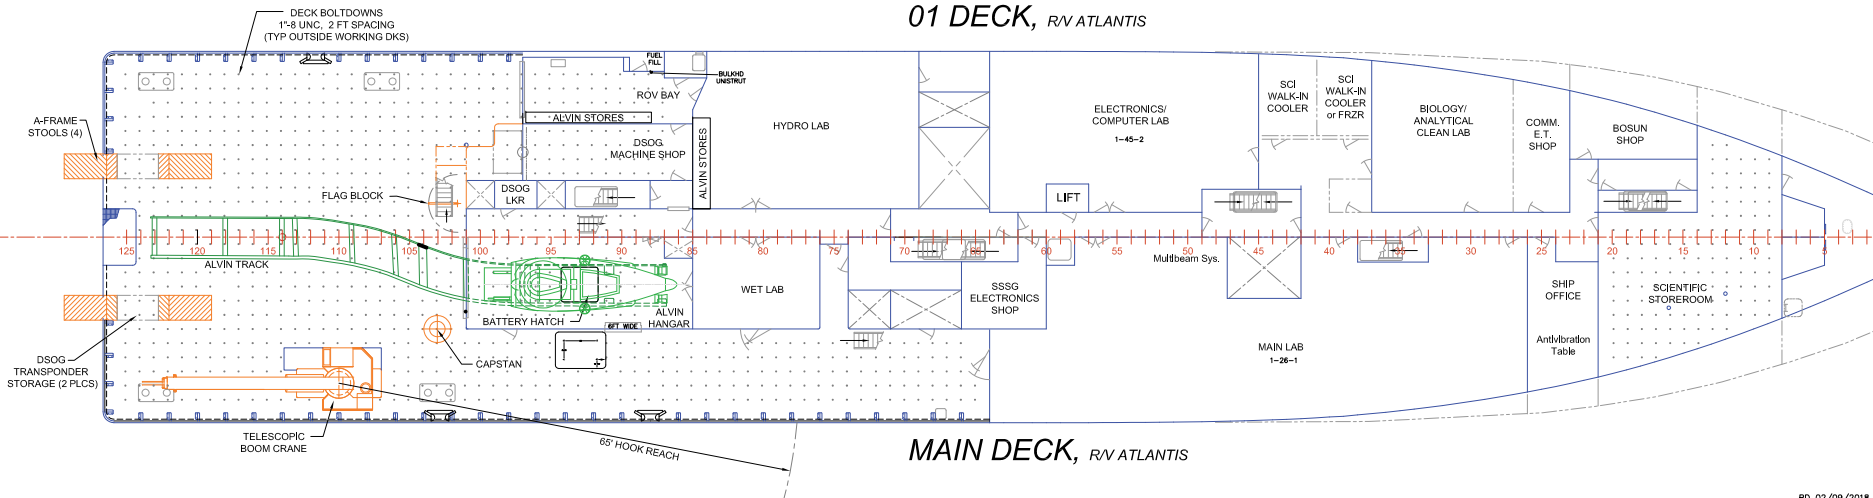 01 DECK, R/V ATLANTIS
DECK BOLTDOWNS
1"-8 UNC, 2 FT SPACING
(TYP OUTSIDE WORKING DKS)
FUEL
FILL
BULKHD
UNISTRUT
ROV BAY
ALVIN STORES
A-FRAME
STOOLS (4)
DSOG
MACHINE SHOP
ALVIN STORES
HYDRO LAB
ELECTRONICS/
COMPUTER LAB
1-45-2
SCI
WALK-IN
COOLER
SCI
WALK-IN
COOLER
or FRZR
BIOLOGY/
ANALYTICAL
CLEAN LAB
COMM.
E.T.
SHOP
BOSUN
SHOP
FLAG BLOCK
DSOG
LKR
LIFT
125 120 115 110 105 100 95 90 85 80 75 70 65 60 55 50 45 40 35 30 25 20 15 10 5
ALVIN TRACK
Multibeam Sys.
WET LAB
SSSG
ELECTRONICS
SHOP
SHIP
OFFICE
SCIENTIFIC
STOREROOM
BATTERY HATCH
6FT. WIDE
ALVIN
HANGAR
DSOG
TRANSPONDER
STORAGE (2 PLCS)
CAPSTAN
MAIN LAB
1-26-1
Antivibration
Table
TELESCOPIC
BOOM CRANE
65' HOOK REACH
MAIN DECK, R/V ATLANTIS
RD 02/09/2018